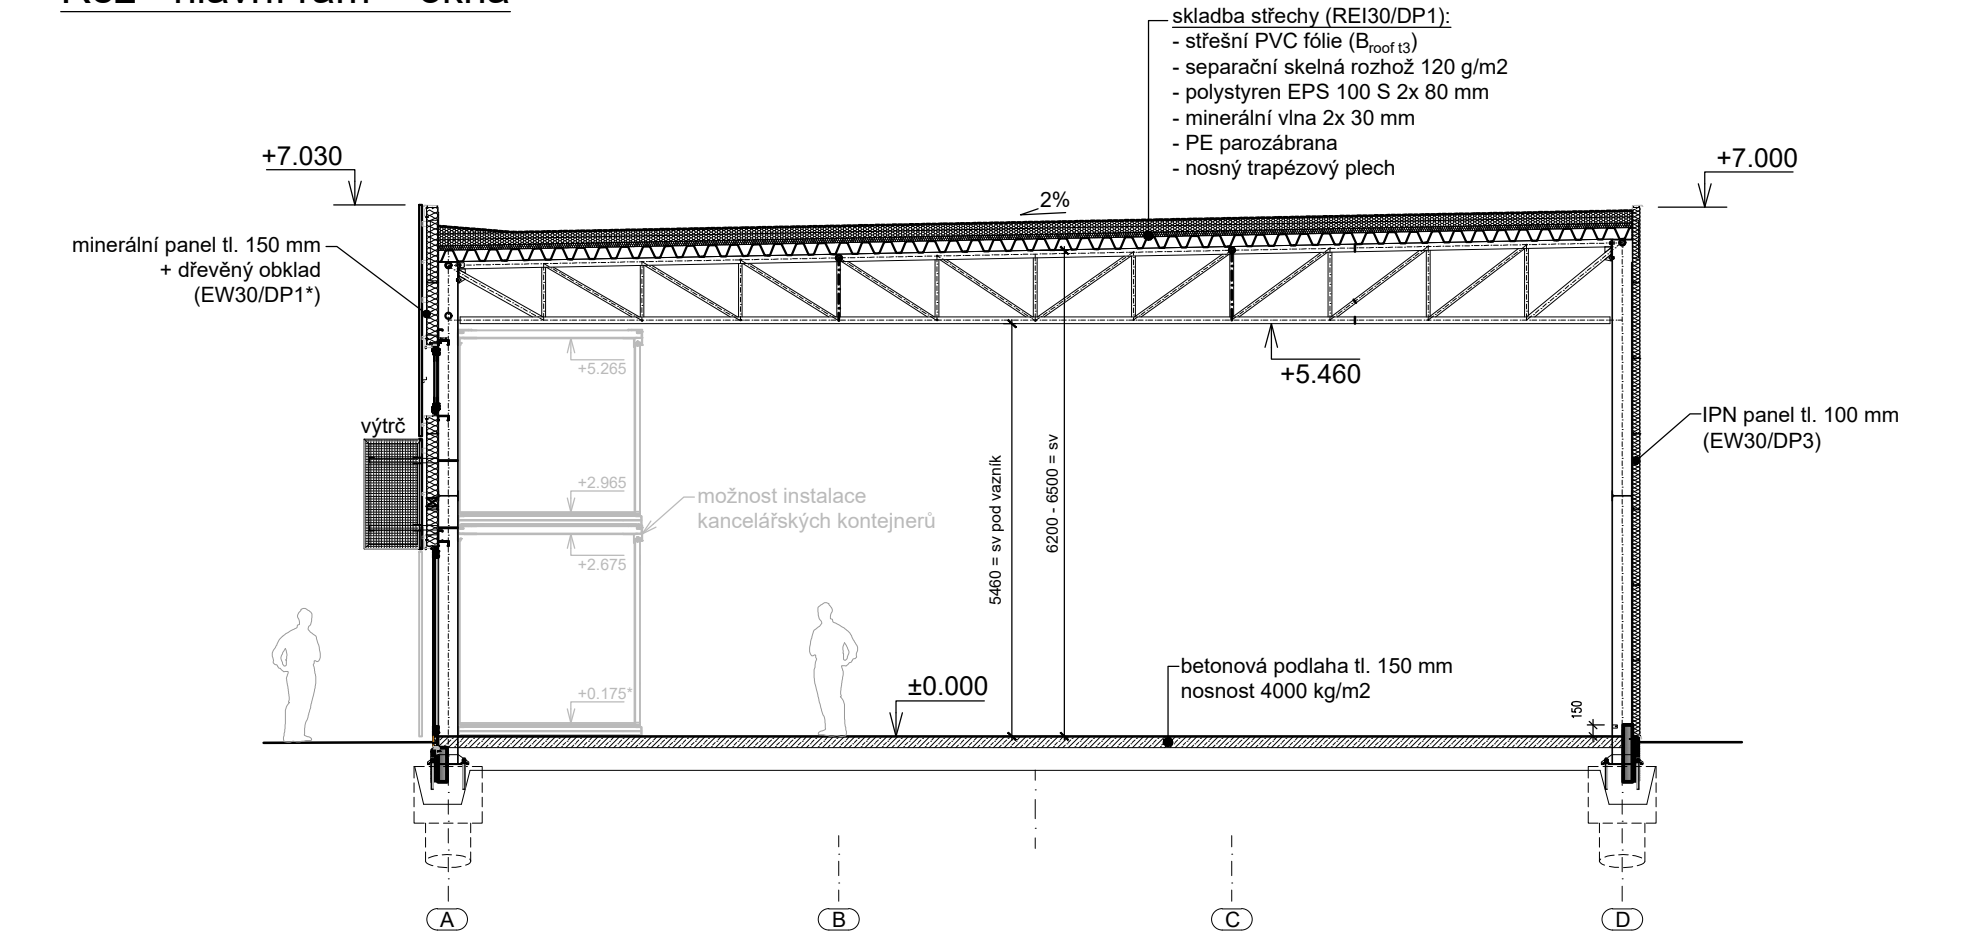 hlavní rám - okna
skladba střechy (REI30/DP1):
- střešní PVC fólie (Broof t3)
- separační skelná rozhož 120 g/m2
- polystyren EPS 100 S 2x 80 mm
- minerální vlna 2x 30 mm
- PE parozábrana
- nosný trapézový plech
+7.030
+7.000
2%
minerální panel tl. 150 mm
+ dřevěný obklad
(EW30/DP1*)
+5.265
+5.460
IPN panel tl. 100 mm
(EW30/DP3)
výtrč
+2.965
možnost instalace
kancelářských kontejnerů
5460 = sv pod vazník
6200 - 6500 = sv
+2.675
betonová podlaha tl. 150 mm
nosnost 4000 kg/m2
+0.175*
±0.000
150
A
B
C
D